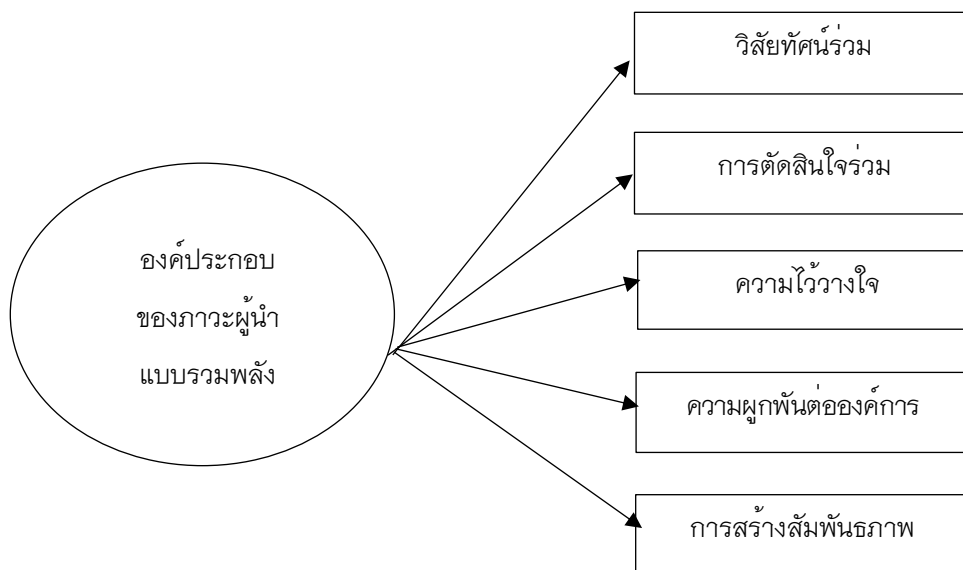 วิสัยทัศน์ร่วม
การตัดสินใจร่วม
องค์ประกอบ
ของภาวะผู้นำ
แบบรวมพลัง
ความไว้วางใจ
ความผูกพันต่อองค์การ
การสร้างสัมพันธภาพ